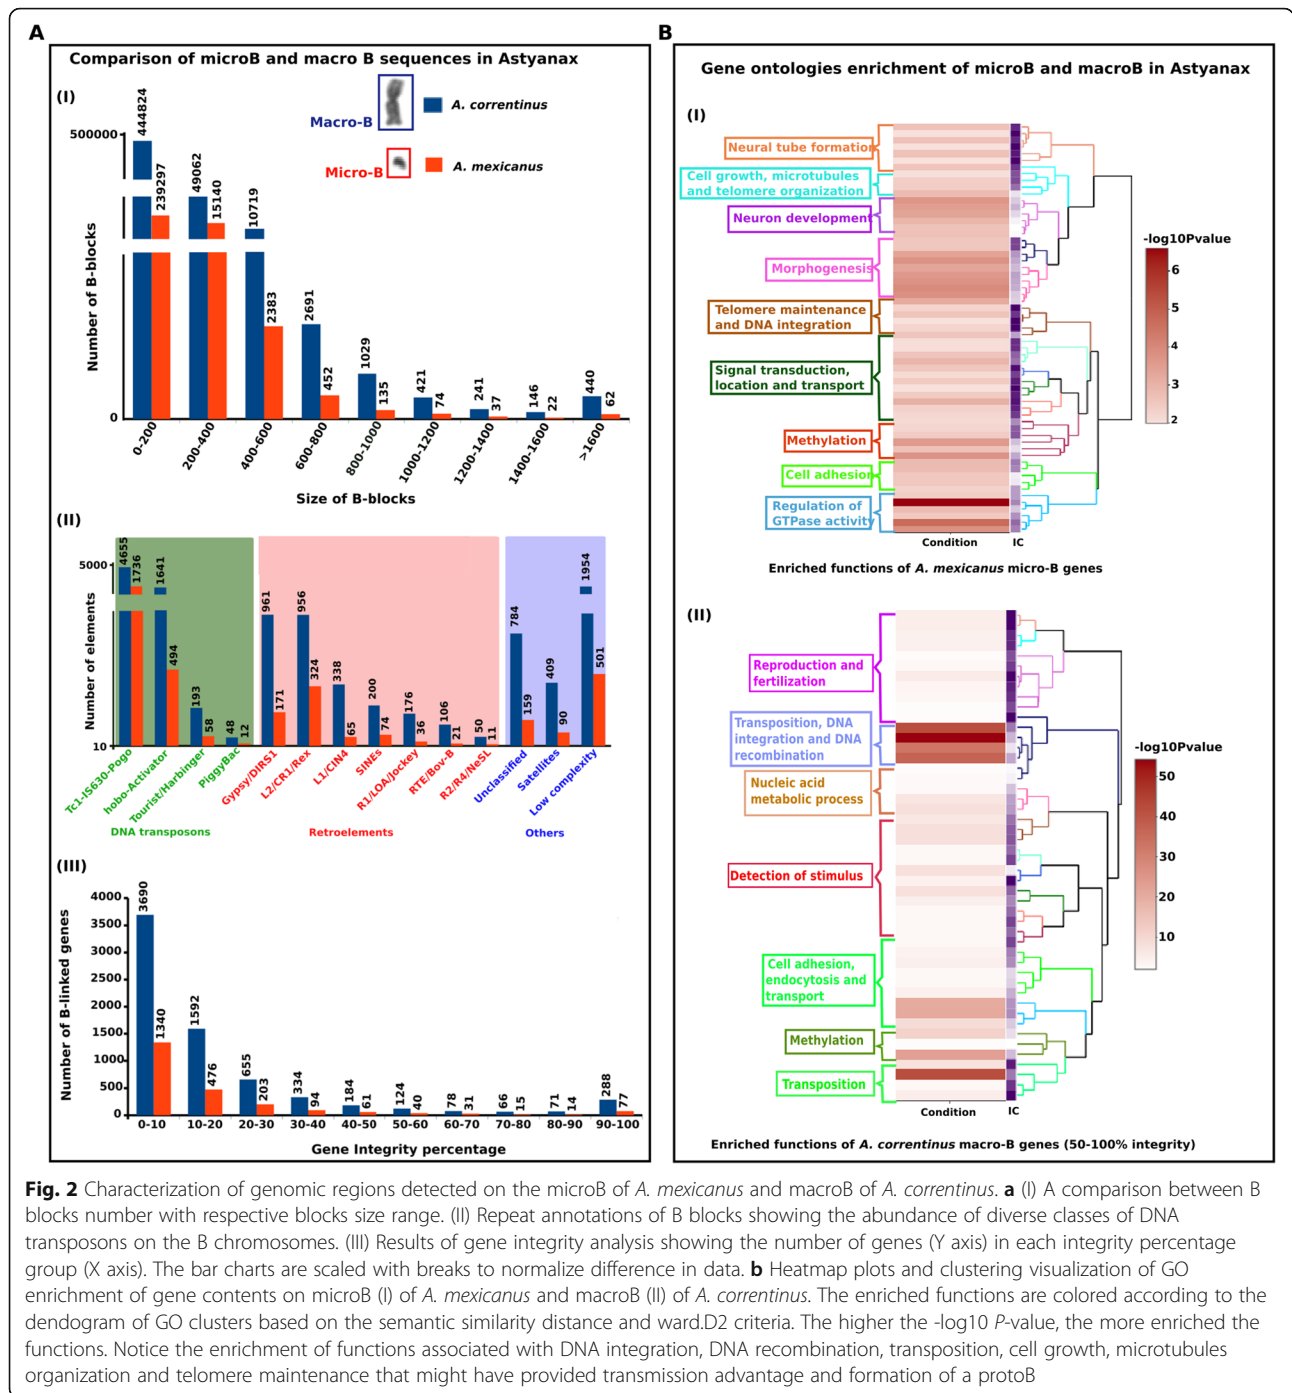 A
Comparison of microB and macro B sequences in Astyanax
(I)
Macro-B
A. correntinus
Micro-B
A. mexicanus
Number of B-blocks
500000
0
444824
239297
49062
15140
10719
2383
2691
452
1029
135
421
74
241
37
146
22
440
62
0-200
200-400
400-600
600-800
800-1000
1000-1200
1200-1400
1400-1600
>1600
Size of B-blocks
(II)
Number of elements
5000
10
4655
1736
1641
494
193
58
48
12
961
171
956
324
338
65
200
74
176
36
106
21
50
11
784
159
409
90
1954
501
Tc1-IS630-Pogo
hobo-Activator
Tourist/Harbinger
PiggyBac
Gypsy/DIRS1
L2/CR1/Rex
L1/CIN4
SINEs
R1/LOA/Jockey
RTE/Bov-B
R2/R4/NeSL
Unclassified
Satellites
Low complexity
DNA transposons
Retroelements
Others
(III)
Number of B-linked genes
4000
3500
3000
2500
2000
1500
1000
500
0
3690
1340
1592
476
655
203
334
94
184
61
124
40
78
31
66
15
71
14
288
77
0-10
10-20
20-30
30-40
40-50
50-60
60-70
70-80
80-90
90-100
Gene Integrity percentage
B
Gene ontologies enrichment of microB and macroB in Astyanax
(I)
Neural tube formation
Cell growth, microtubules
and telomere organization
Neuron development
Morphogenesis
Telomere maintenance
and DNA integration
Signal transduction,
location and transport
Methylation
Cell adhesion
Regulation of
GTPase activity
-log10Pvalue
6
5
4
3
2
Condition
IC
Enriched functions of A. mexicanus micro-B genes
(II)
Reproduction and
fertilization
Transposition, DNA
integration and DNA
recombination
Nucleic acid
metabolic process
Detection of stimulus
Cell adhesion,
endocytosis and
transport
Methylation
Transposition
-log10Pvalue
50
40
30
20
10
Condition
IC
Enriched functions of A. correntinus macro-B genes (50-100% integrity)
Fig. 2 Characterization of genomic regions detected on the microB of A. mexicanus and macroB of A. correntinus. a (I) A comparison between B
blocks number with respective blocks size range. (II) Repeat annotations of B blocks showing the abundance of diverse classes of DNA
transposons on the B chromosomes. (III) Results of gene integrity analysis showing the number of genes (Y axis) in each integrity percentage
group (X axis). The bar charts are scaled with breaks to normalize difference in data. b Heatmap plots and clustering visualization of GO
enrichment of gene contents on microB (I) of A. mexicanus and macroB (II) of A. correntinus. The enriched functions are colored according to the
dendogram of GO clusters based on the semantic similarity distance and ward.D2 criteria. The higher the -log10 P-value, the more enriched the
functions. Notice the enrichment of functions associated with DNA integration, DNA recombination, transposition, cell growth, microtubules
organization and telomere maintenance that might have provided transmission advantage and formation of a protoB